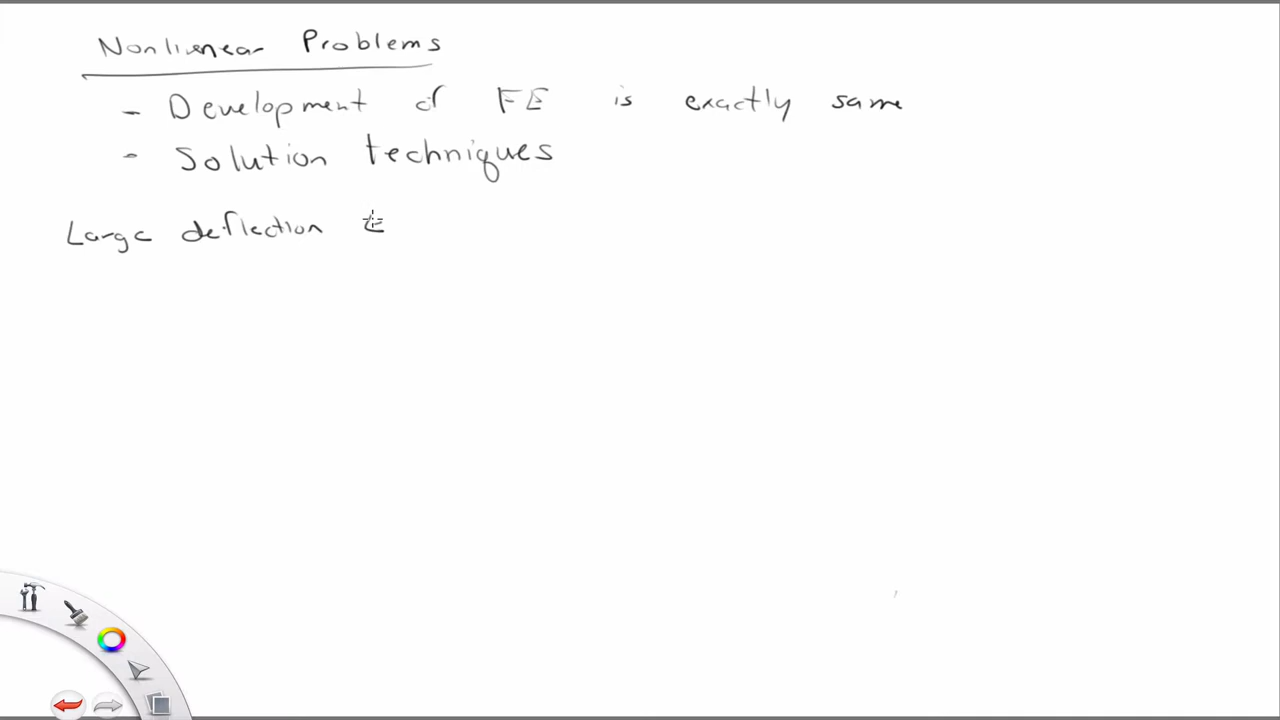 Nonlinear Problems
- Development of FE is exactly same
- Solution techniques
Large deflection